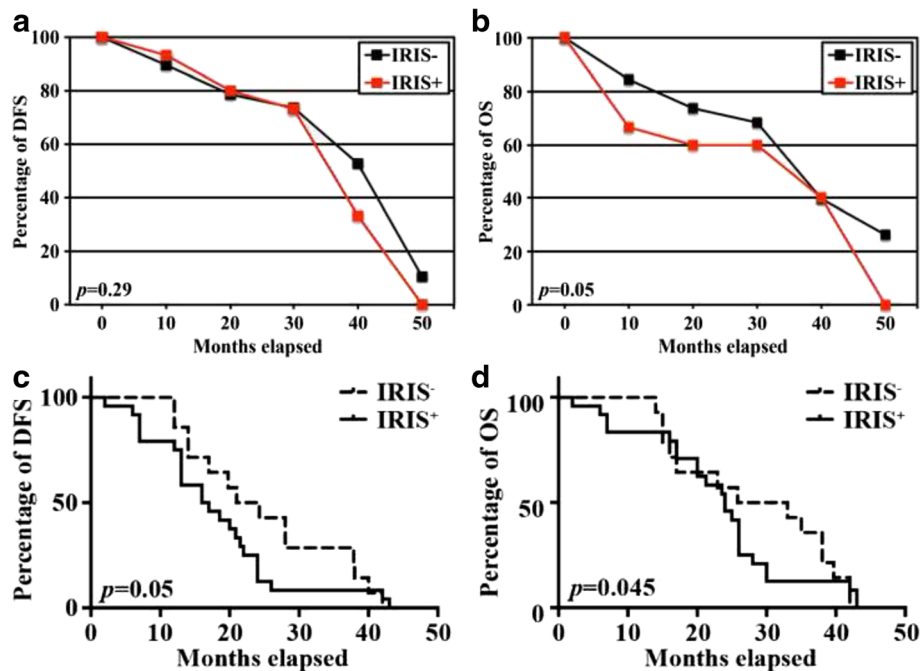 a
Percentage of DFS
100
80
60
40
20
0
IRIS-
IRIS+
p=0.29
0 10 20 30 40 50
Months elapsed
b
Percentage of OS
100
80
60
40
20
0
IRIS-
IRIS+
p=0.05
0 10 20 30 40 50
Months elapsed
c
Percentage of DFS
100
50
0
IRIS⁻
IRIS⁺
p=0.05
0 10 20 30 40 50
Months elapsed
d
Percentage of OS
100
50
0
IRIS⁻
IRIS⁺
p=0.045
0 10 20 30 40 50
Months elapsed